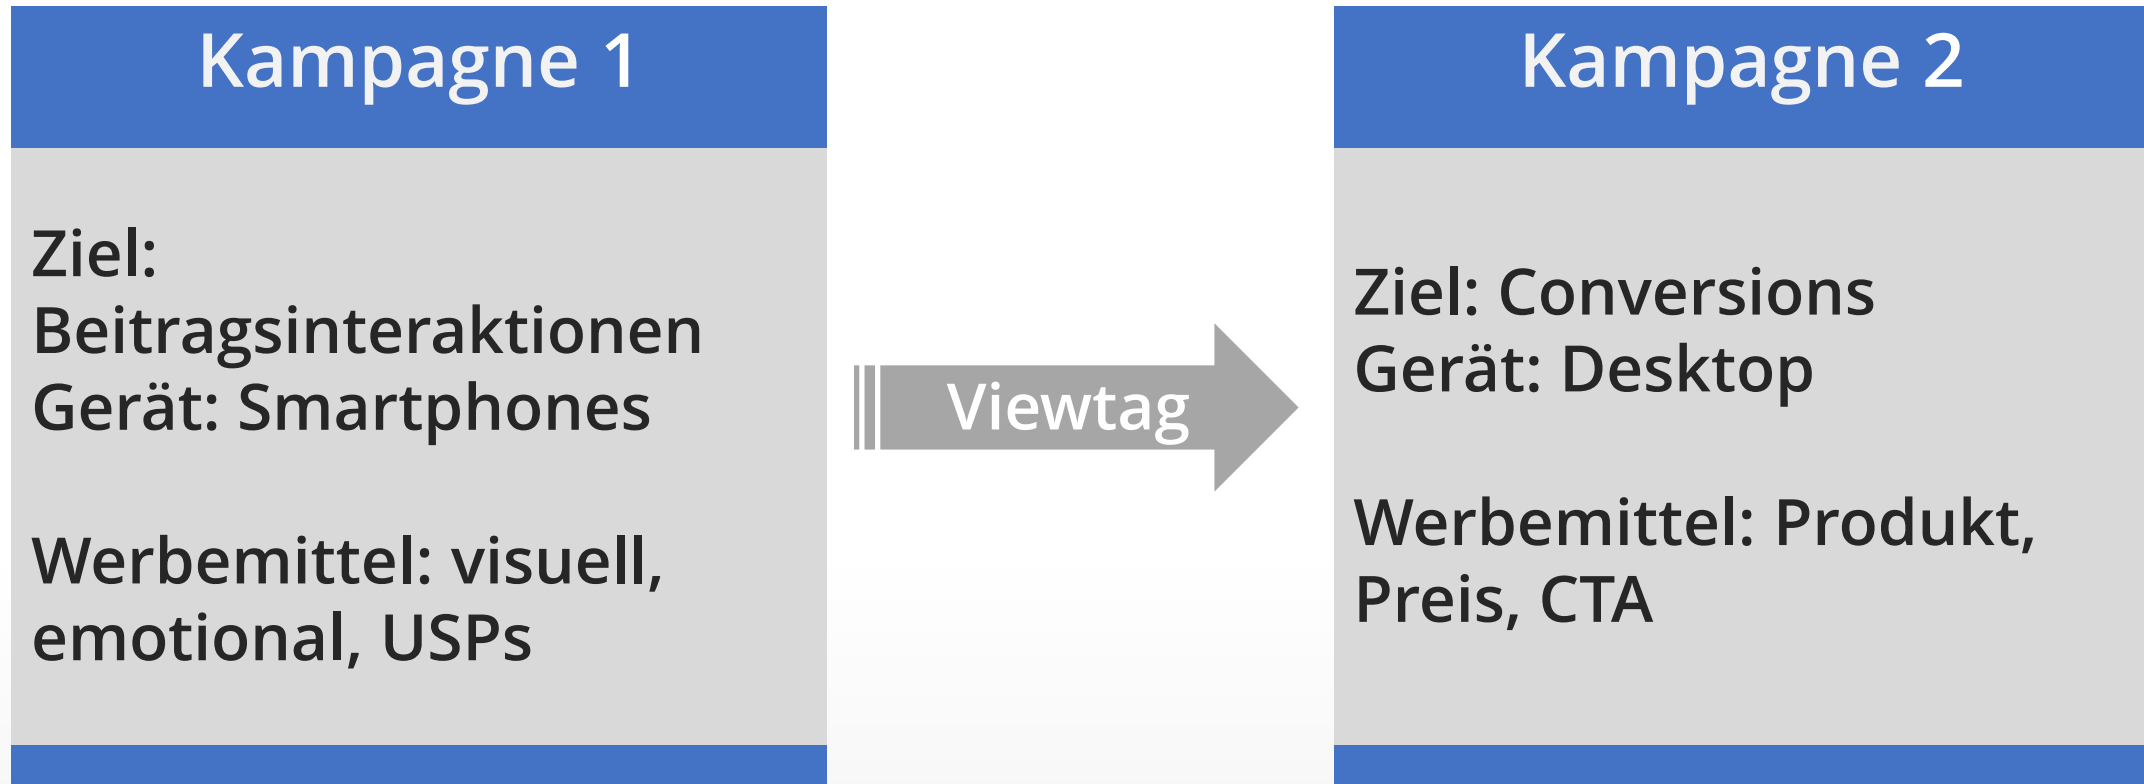 Kampagne 1
Ziel:
Beitragsinteraktionen
Gerät: Smartphones
Werbemittel: visuell,
emotional, USPs
Viewtag
Kampagne 2
Ziel: Conversions
Gerät: Desktop
Werbemittel: Produkt,
Preis, CTA